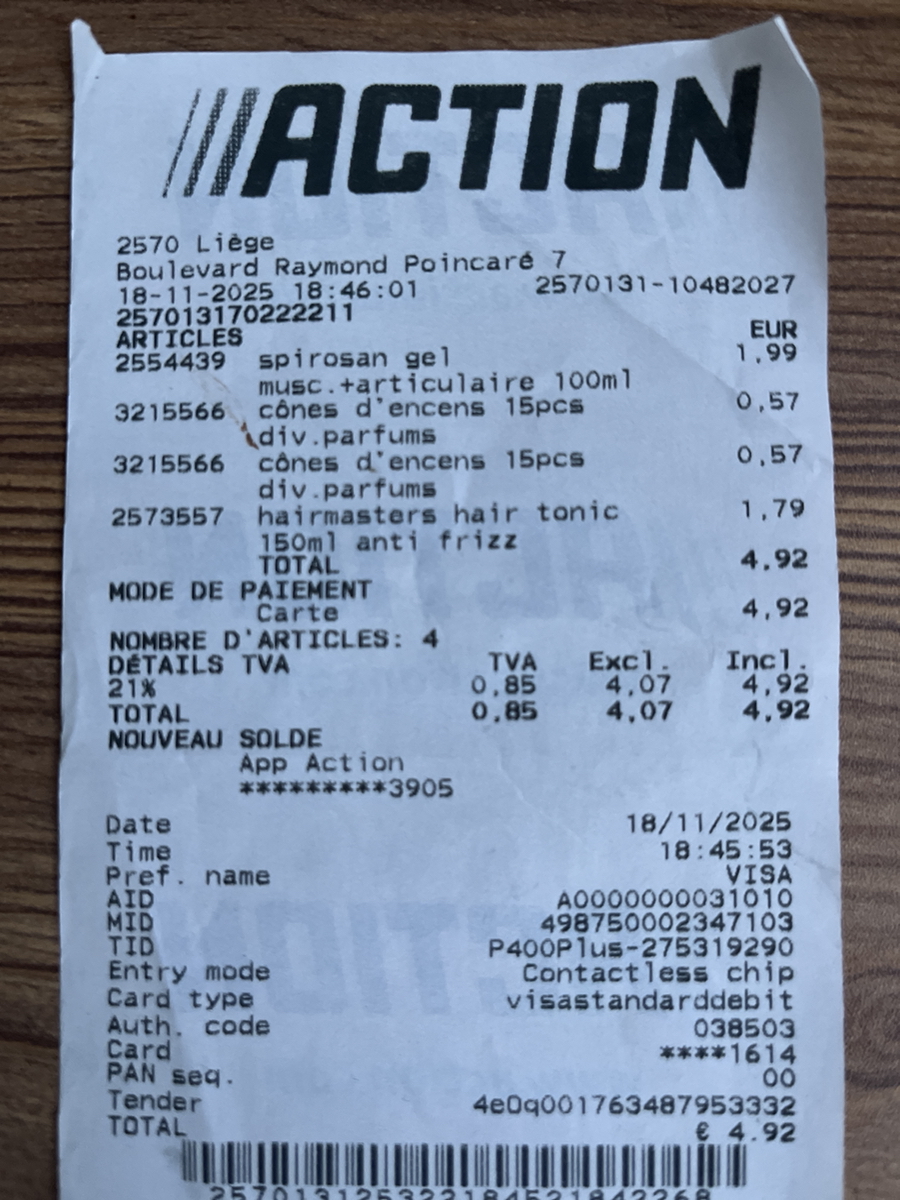 ACTION
2570 Liège
Boulevard Raymond Poincaré 7
18-11-2025 18:46:01 2570131-10482027
257013170222211
ARTICLES EUR
2554439 spirosan gel 1,99
musc.+articulaire 100ml
3215566 cônes d'encens 15pcs 0,57
div.parfums
3215566 cônes d'encens 15pcs 0,57
div.parfums
2573557 hairmasters hair tonic 1,79
150ml anti frizz
TOTAL 4,92
MODE DE PAIEMENT
Carte 4,92
NOMBRE D'ARTICLES: 4
DÉTAILS TVA TVA Excl. Incl.
21% 0,85 4,07 4,92
TOTAL 0,85 4,07 4,92
NOUVEAU SOLDE
App Action
*********3905
Date 18/11/2025
Time 18:45:53
Pref. name VISA
AID A0000000031010
MID 498750002347103
TID P400Plus-275319290
Entry mode Contactless chip
Card type visastandarddebit
Auth. code 038503
Card ****1614
PAN seq. 00
Tender 4e0q001763487953332
TOTAL € 4.92